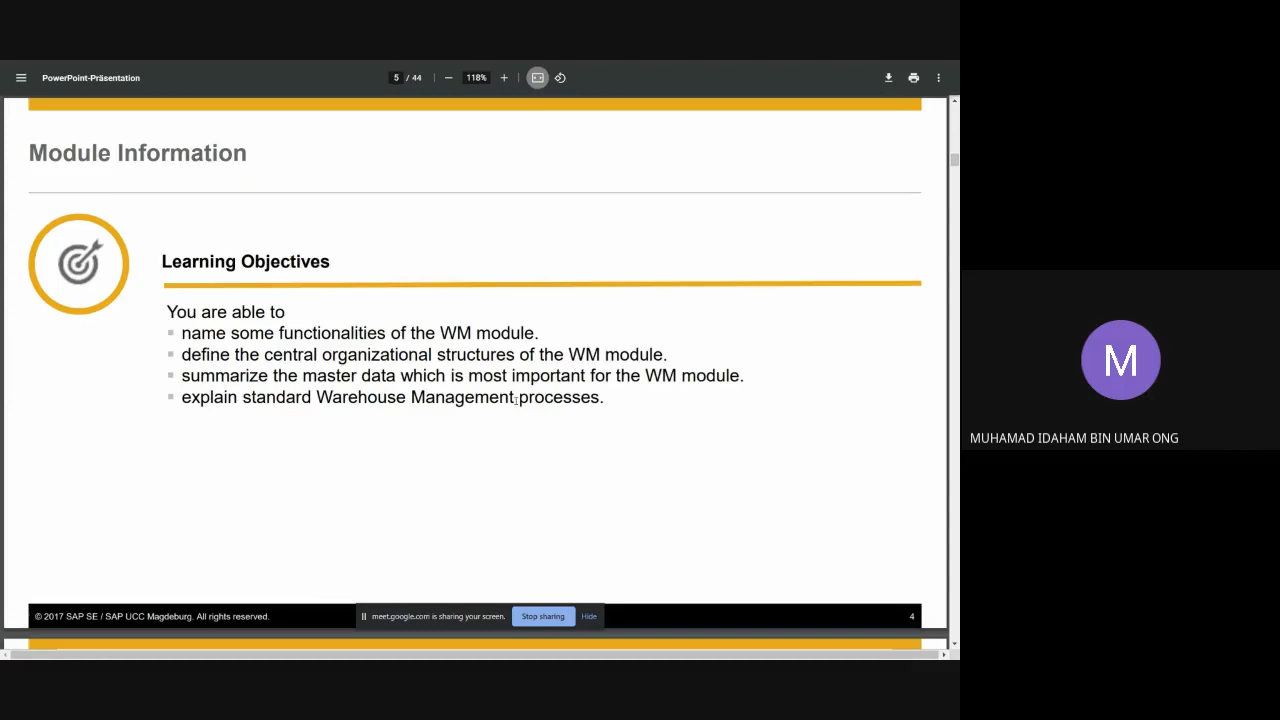 PowerPoint-Präsentation
5 / 44
118%
Module Information
Learning Objectives
You are able to
name some functionalities of the WM module.
define the central organizational structures of the WM module.
summarize the master data which is most important for the WM module.
explain standard Warehouse Management processes.
M
MUHAMAD IDAHAM BIN UMAR ONG
© 2017 SAP SE / SAP UCC Magdeburg. All rights reserved.
meet.google.com is sharing your screen.
Stop sharing
Hide
4